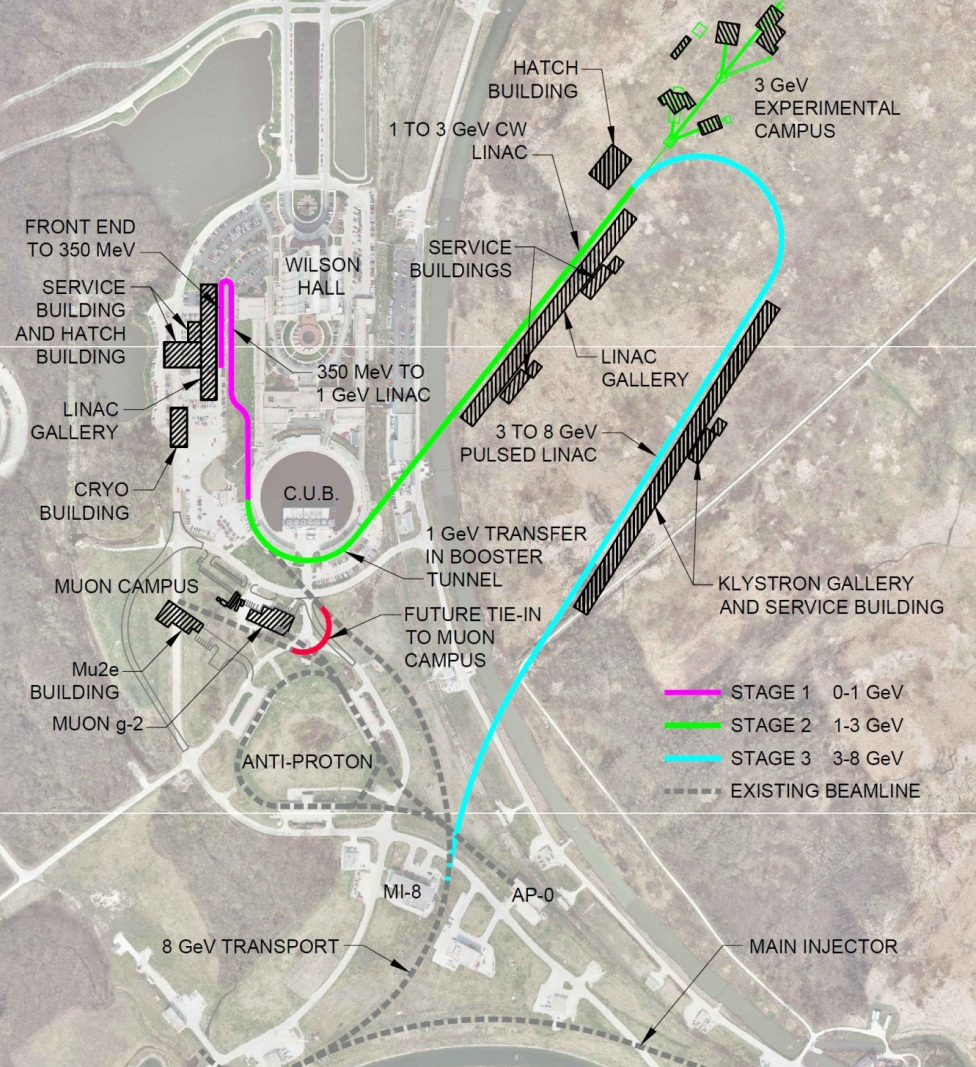 HATCH
BUILDING
3 GeV
EXPERIMENTAL
CAMPUS
1 TO 3 GeV CW
LINAC
FRONT END
TO 350 MeV
WILSON
HALL
SERVICE
BUILDINGS
SERVICE
BUILDING
AND HATCH
BUILDING
350 MeV TO
1 GeV LINAC
LINAC
GALLERY
LINAC
GALLERY
3 TO 8 GeV
PULSED LINAC
CRYO
BUILDING
C.U.B.
1 GeV TRANSFER
IN BOOSTER
TUNNEL
MUON CAMPUS
KLYSTRON GALLERY
AND SERVICE BUILDING
FUTURE TIE-IN
TO MUON
CAMPUS
Mu2e
BUILDING
MUON g-2
STAGE 1 0-1 GeV
STAGE 2 1-3 GeV
STAGE 3 3-8 GeV
EXISTING BEAMLINE
ANTI-PROTON
MI-8
AP-0
8 GeV TRANSPORT
MAIN INJECTOR